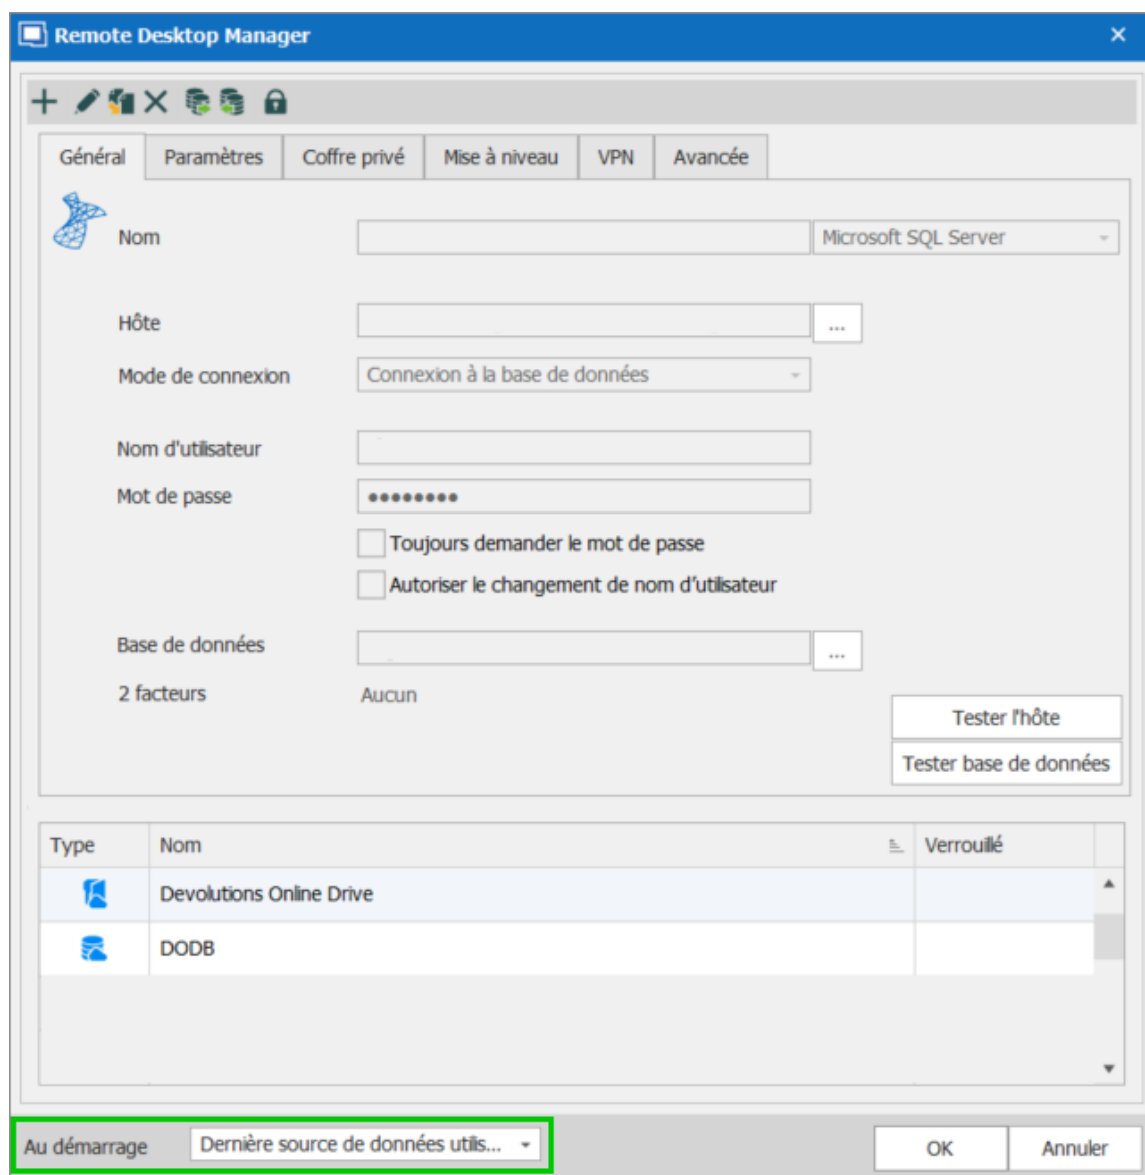 Remote Desktop Manager
Général Paramètres Coffre privé Mise à niveau VPN Avancée
Nom Microsoft SQL Server
Hôte ...
Mode de connexion Connexion à la base de données
Nom d'utilisateur
Mot de passe ••••••••
Toujours demander le mot de passe
Autoriser le changement de nom d’utilisateur
Base de données ...
2 facteurs Aucun
Tester l'hôte
Tester base de données
Type Nom Verrouillé
Devolutions Online Drive
DODB
Au démarrage Dernière source de données utilis... OK Annuler